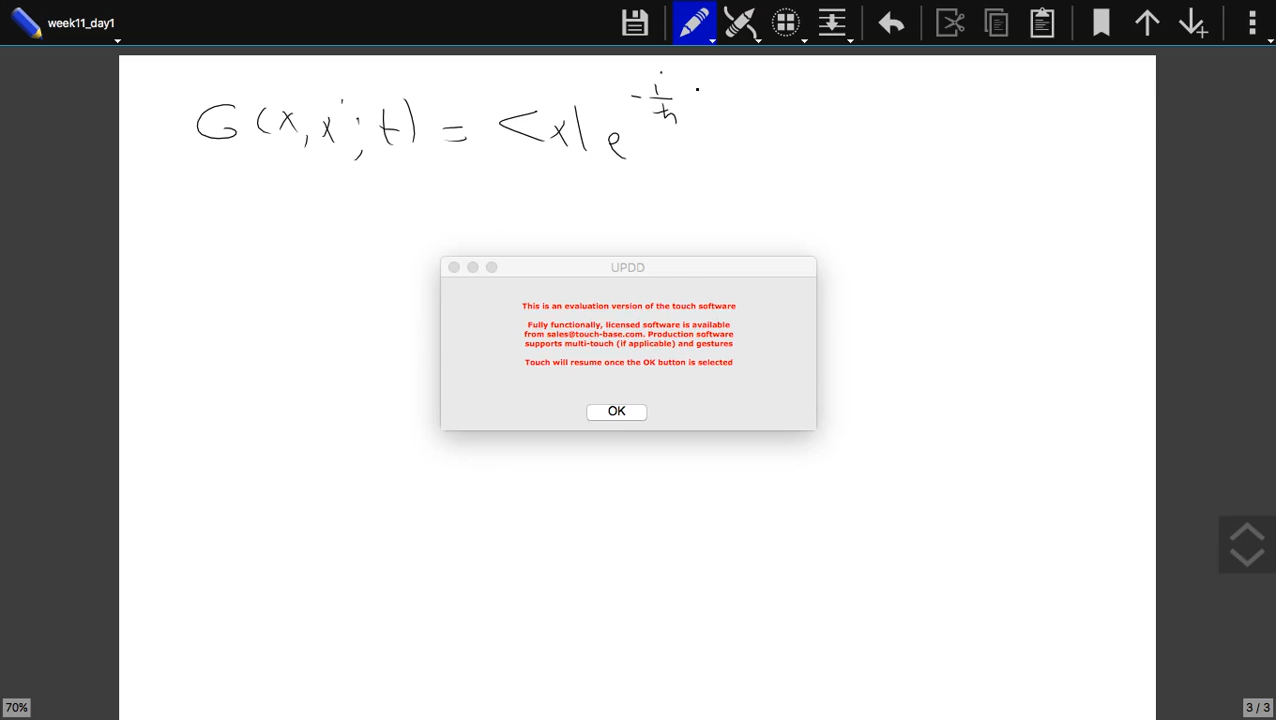 week11_day1
G(x, x'; t) = <x| e^{-\frac{i}{\hbar}}
UPDD
This is an evaluation version of the touch software
Fully functionally, licensed software is available
from sales@touch-base.com. Production software
supports multi-touch (if applicable) and gestures
Touch will resume once the OK button is selected
OK
70%
3 / 3